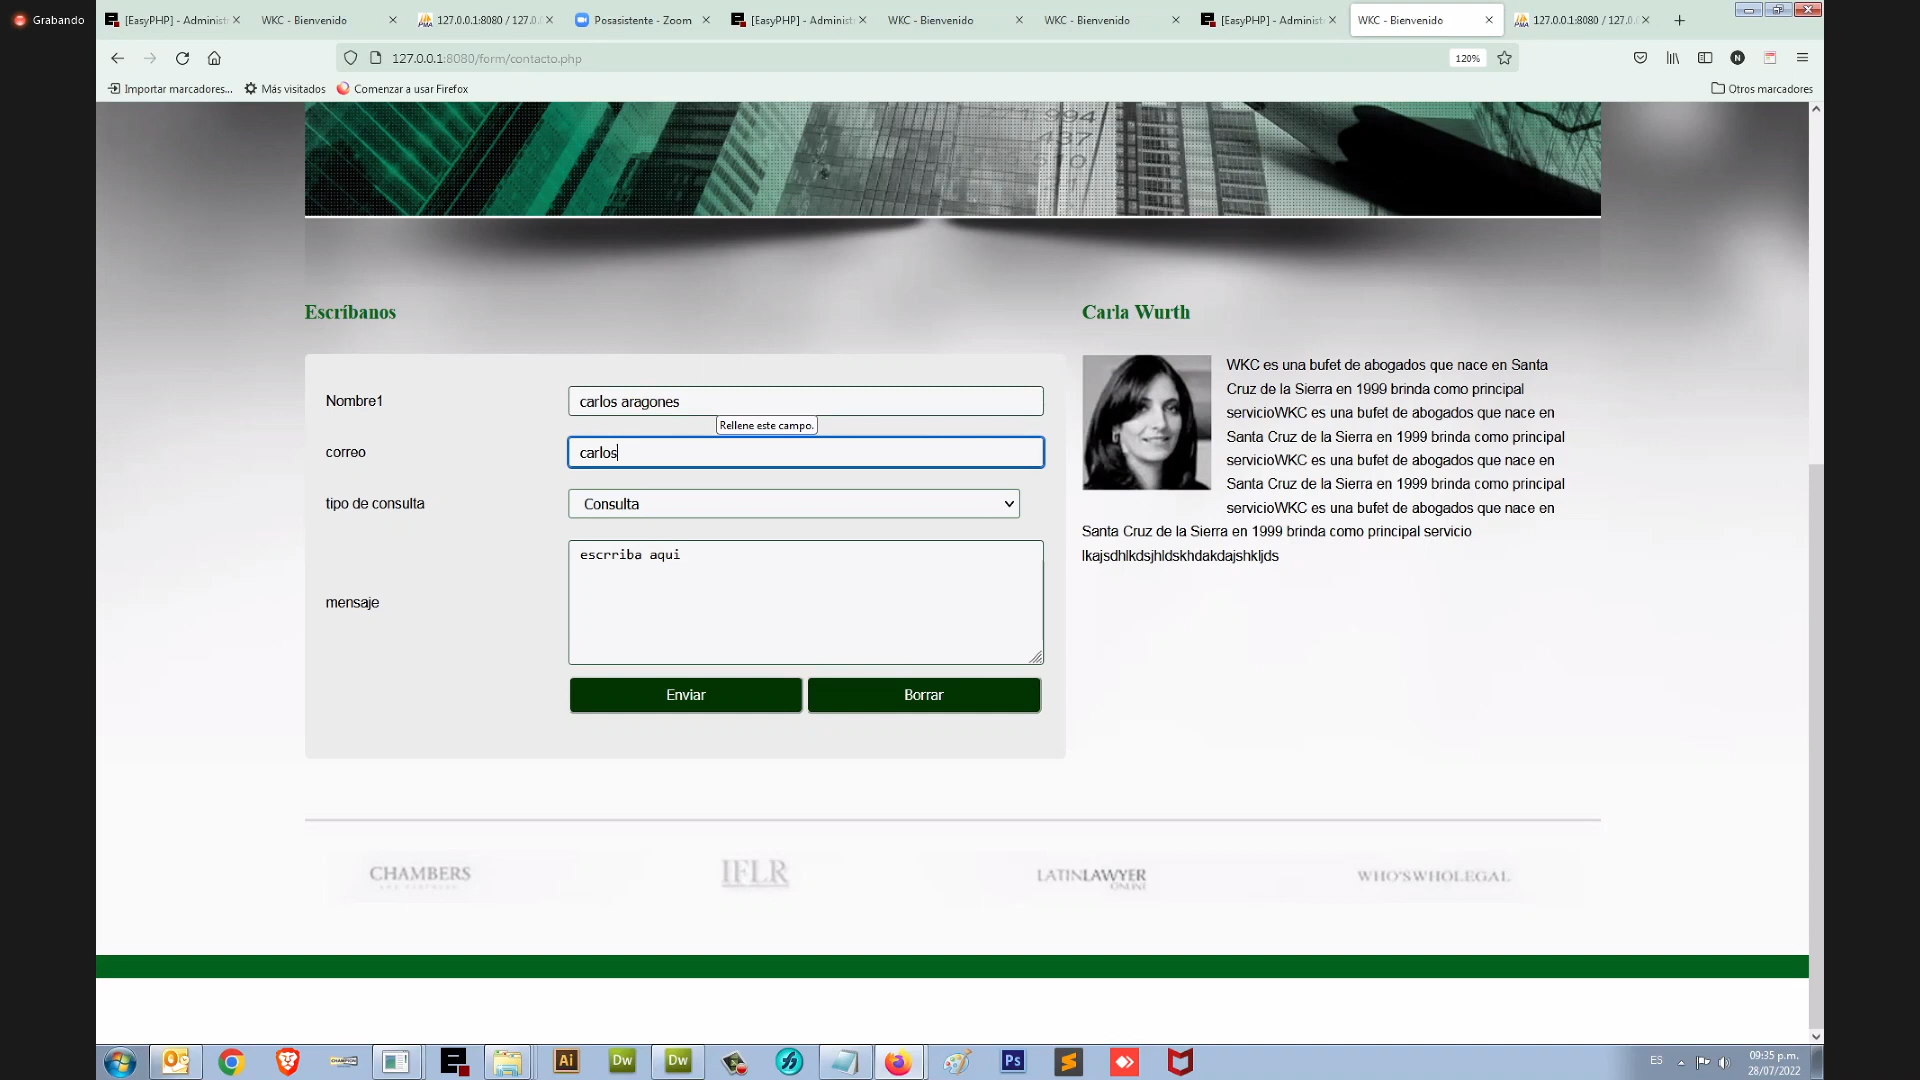 Grabando
[EasyPHP] - Administ
WKC - Bienvenido
127.0.0.1:8080 / 127.0.
Posasistente - Zoom
[EasyPHP] - Administ
WKC - Bienvenido
WKC - Bienvenido
[EasyPHP] - Administ
WKC - Bienvenido
127.0.0.1:8080 / 127.0.
127.0.0.1:8080/form/contacto.php
120%
Importar marcadores...
Más visitados
Comenzar a usar Firefox
Otros marcadores
1.994
437
Escríbanos
Carla Wurth
Nombre1
carlos aragones
Rellene este campo.
correo
carlos
tipo de consulta
Consulta
mensaje
escrriba aqui
Enviar
Borrar
WKC es una bufet de abogados que nace en Santa
Cruz de la Sierra en 1999 brinda como principal
servicioWKC es una bufet de abogados que nace en
Santa Cruz de la Sierra en 1999 brinda como principal
servicioWKC es una bufet de abogados que nace en
Santa Cruz de la Sierra en 1999 brinda como principal
servicioWKC es una bufet de abogados que nace en
Santa Cruz de la Sierra en 1999 brinda como principal servicio
lkajsdhlkdsjhldskhdakdajshkljds
CHAMBERS
IFLR
LATINLAWYER
ONLINE
WHO'SWHOLEGAL
Ai
Dw
Dw
Ps
ES
09:35 p.m.
28/07/2022